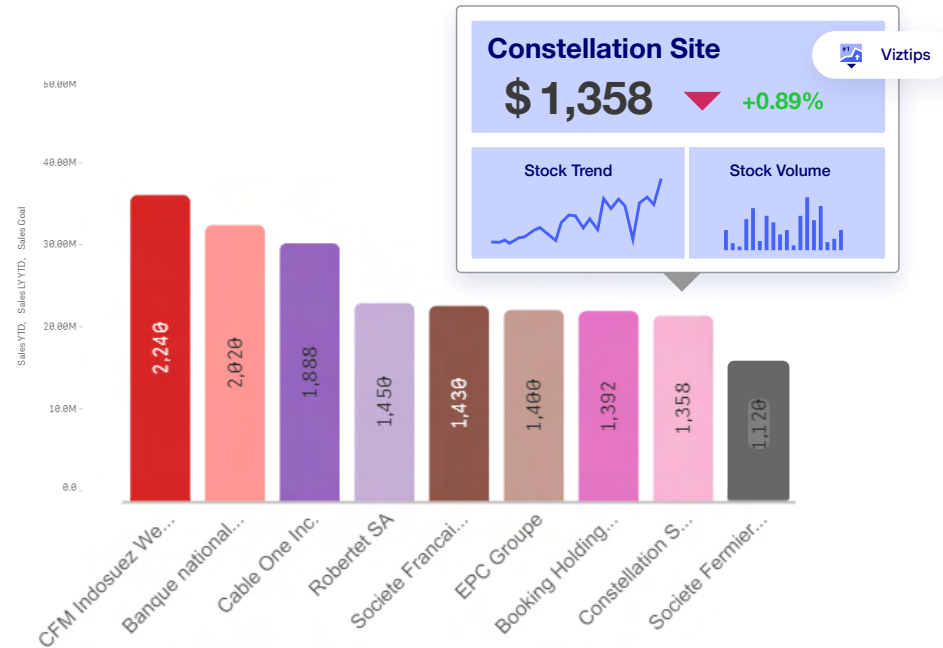 Constellation Site
Viztips
#1
$ 1,358
+0.89%
Stock Trend
Stock Volume
50.00M
40.00M
30.00M
20.00M
10.0M
0.0
Sales YTD, Sales LY YTD, Sales Goal
2,240
2,020
1,888
1,450
1,430
1,400
1,392
1,358
1,120
CFM Indosuez We...
Banque national...
Cable One Inc.
Robertet SA
Societe Francai...
EPC Groupe
Booking Holding...
Constellation S...
Societe Fermier...